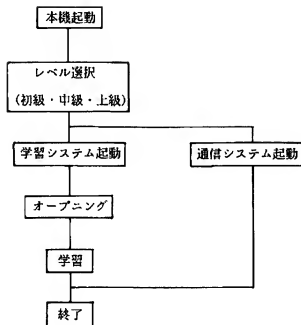 本機起動
レベル選択
(初級・中級・上級)
学習システム起動
通信システム起動
オープニング
学習
終了